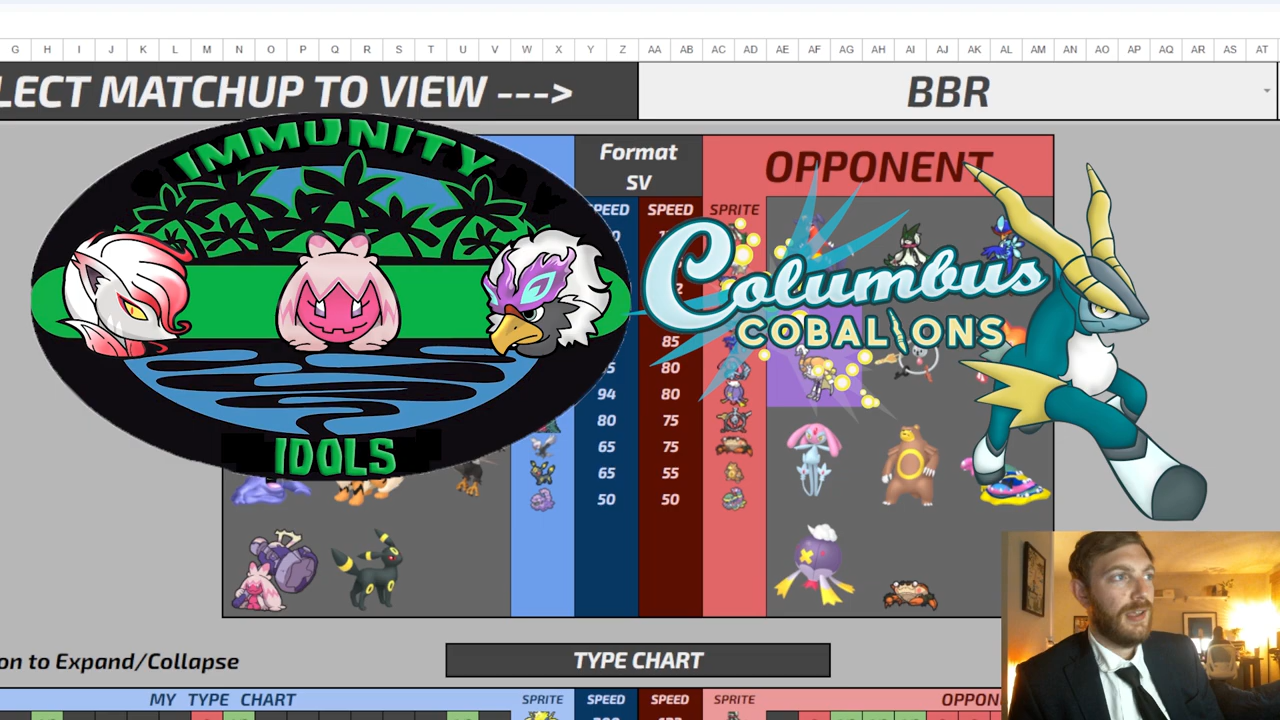 G H I J K L M N O P Q R S T U V W X Y Z AA AB AC AD AE AF AG AH AI AJ AK AL AM AN AO AP AQ AR AS AT
LECT MATCHUP TO VIEW --->
BBR
IMMUNITY
IDOLS
Format
SV
OPPONENT
SPEED SPRITE
Columbus
COBALIONS
85
80
94 80
80 75
65 75
65 55
50 50
on to Expand/Collapse
TYPE CHART
MY TYPE CHART SPRITE SPEED SPEED SPRITE